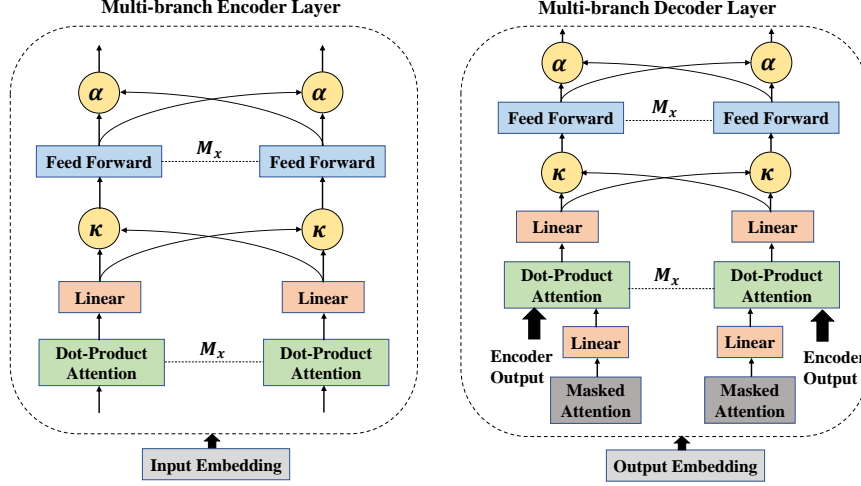 Multi-branch Encoder Layer
α α
Feed Forward M_x Feed Forward
κ κ
Linear Linear
Dot-Product
Attention
M_x
Dot-Product
Attention
Input Embedding
Multi-branch Decoder Layer
α α
Feed Forward M_x Feed Forward
κ κ
Linear Linear
Dot-Product
Attention
M_x
Dot-Product
Attention
Encoder
Output
Linear Linear
Encoder
Output
Masked
Attention
Masked
Attention
Output Embedding